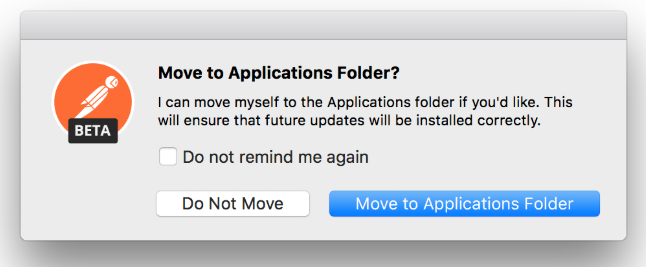 BETA
Move to Applications Folder?
I can move myself to the Applications folder if you'd like. This
will ensure that future updates will be installed correctly.
Do not remind me again
Do Not Move
Move to Applications Folder